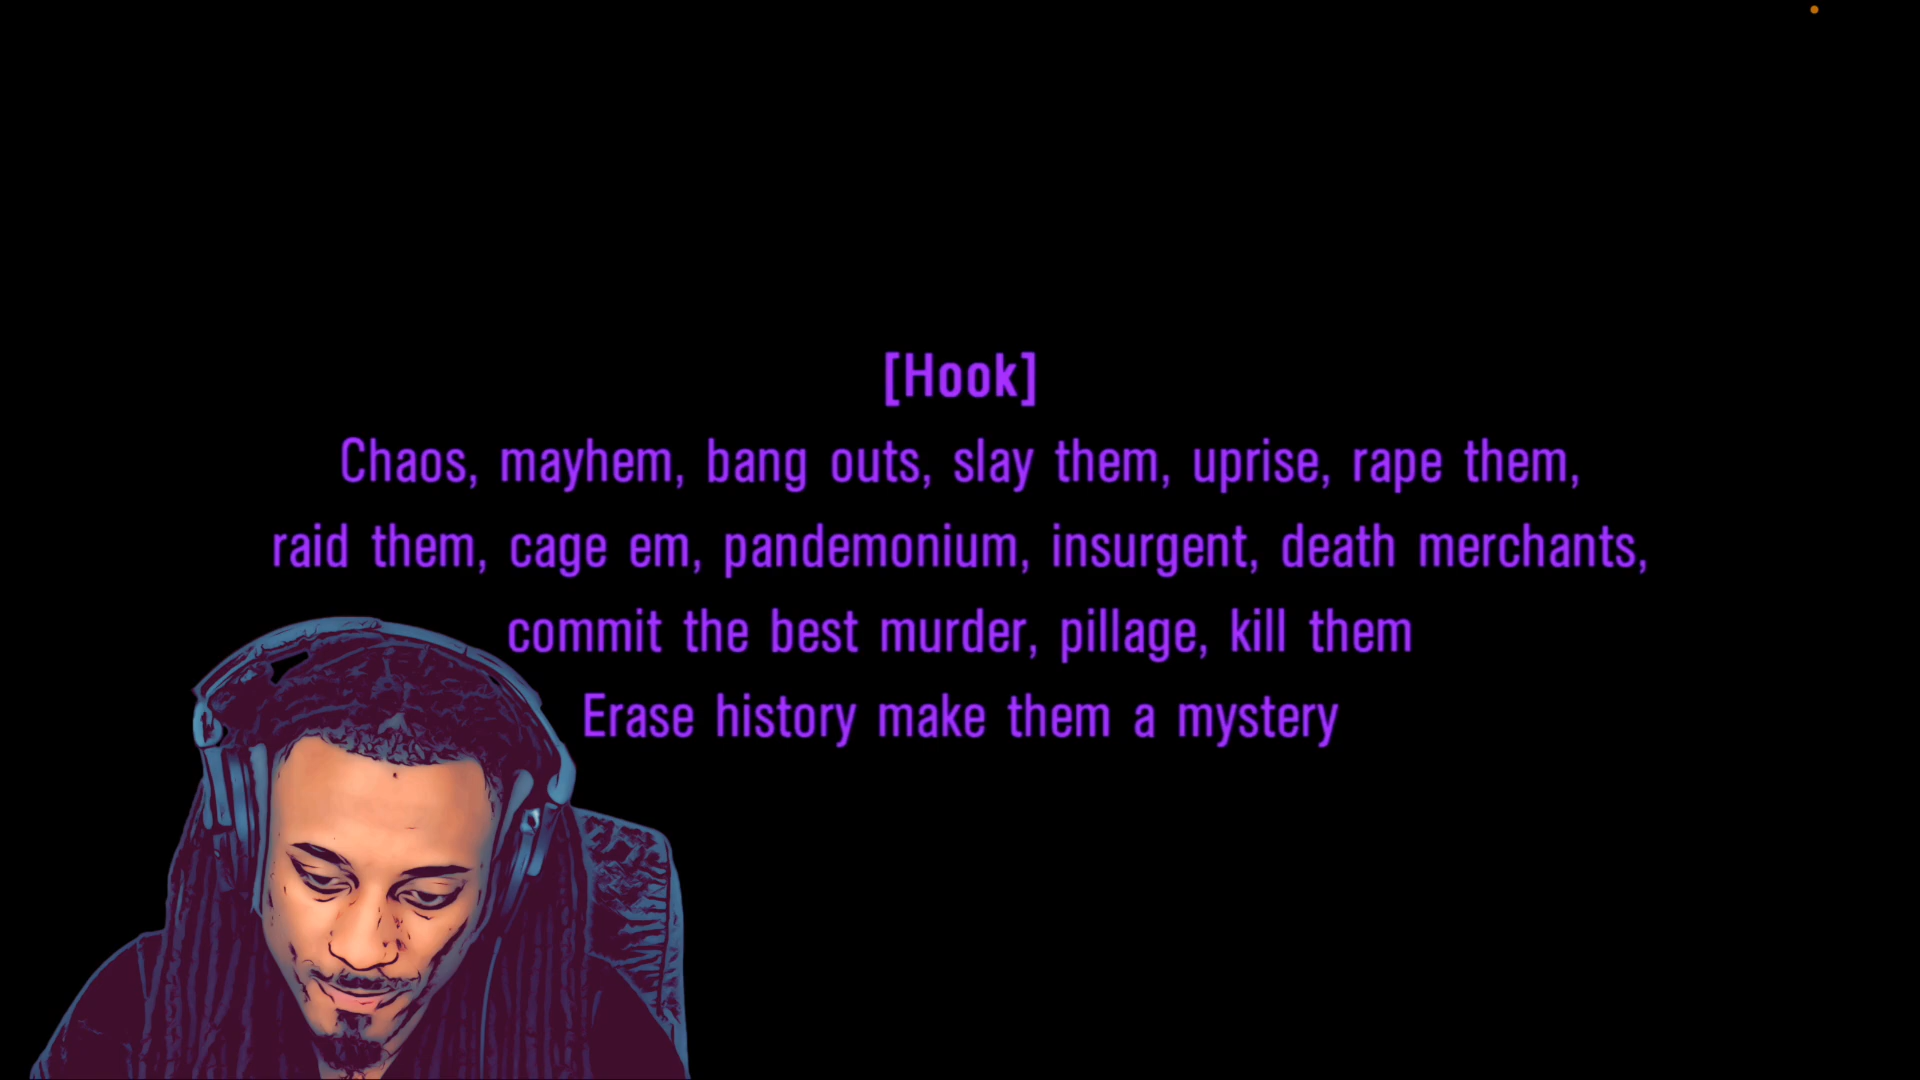 [Hook]
Chaos, mayhem, bang outs, slay them, uprise, rape them,
raid them, cage em, pandemonium, insurgent, death merchants,
commit the best murder, pillage, kill them
Erase history make them a mystery